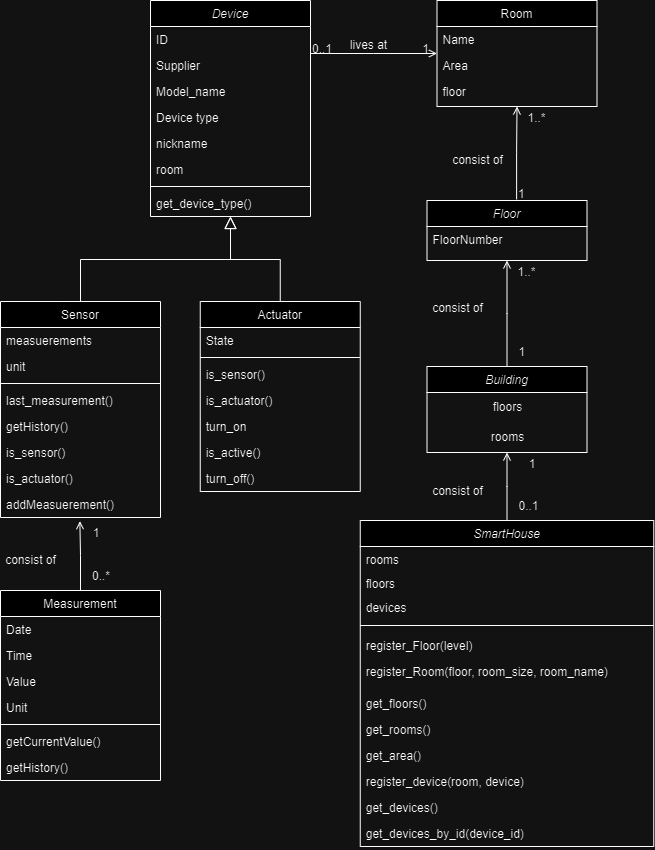 Device
ID
Supplier
Model_name
Device type
nickname
room
get_device_type()
0..1
lives at
1
Room
Name
Area
floor
1..*
consist of
1
Floor
FloorNumber
1..*
consist of
1
Building
floors
rooms
1
consist of
0..1
SmartHouse
rooms
floors
devices
register_Floor(level)
register_Room(floor, room_size, room_name)
get_floors()
get_rooms()
get_area()
register_device(room, device)
get_devices()
get_devices_by_id(device_id)
Sensor
measuerements
unit
last_measurement()
getHistory()
is_sensor()
is_actuator()
addMeasuerement()
Actuator
State
is_sensor()
is_actuator()
turn_on
is_active()
turn_off()
1
consist of
0..*
Measurement
Date
Time
Value
Unit
getCurrentValue()
getHistory()